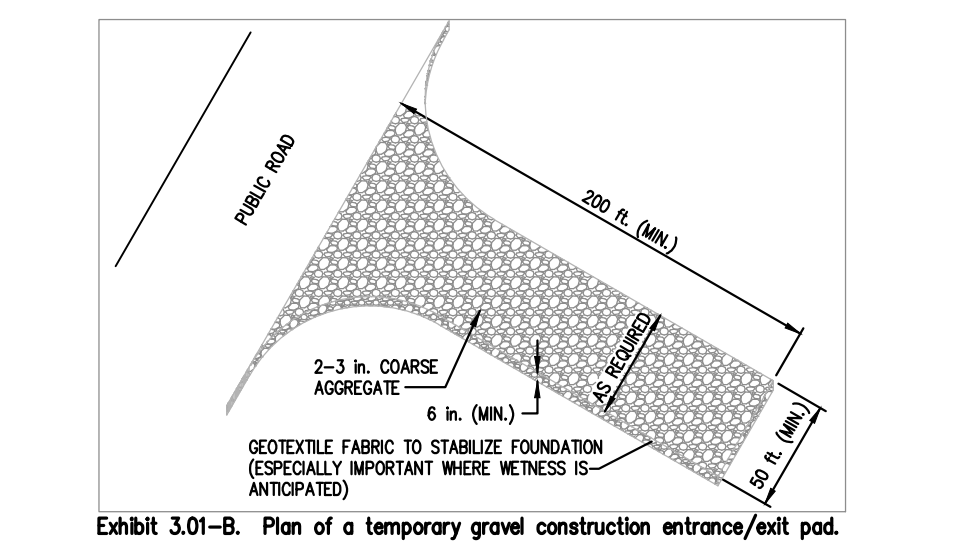 PUBLIC ROAD
200 ft. (MIN.)
AS REQUIRED
2-3 in. COARSE
AGGREGATE
6 in. (MIN.)
50 ft. (MIN.)
GEOTEXTILE FABRIC TO STABILIZE FOUNDATION
(ESPECIALLY IMPORTANT WHERE WETNESS IS
ANTICIPATED)
Exhibit 3.01-B. Plan of a temporary gravel construction entrance/exit pad.